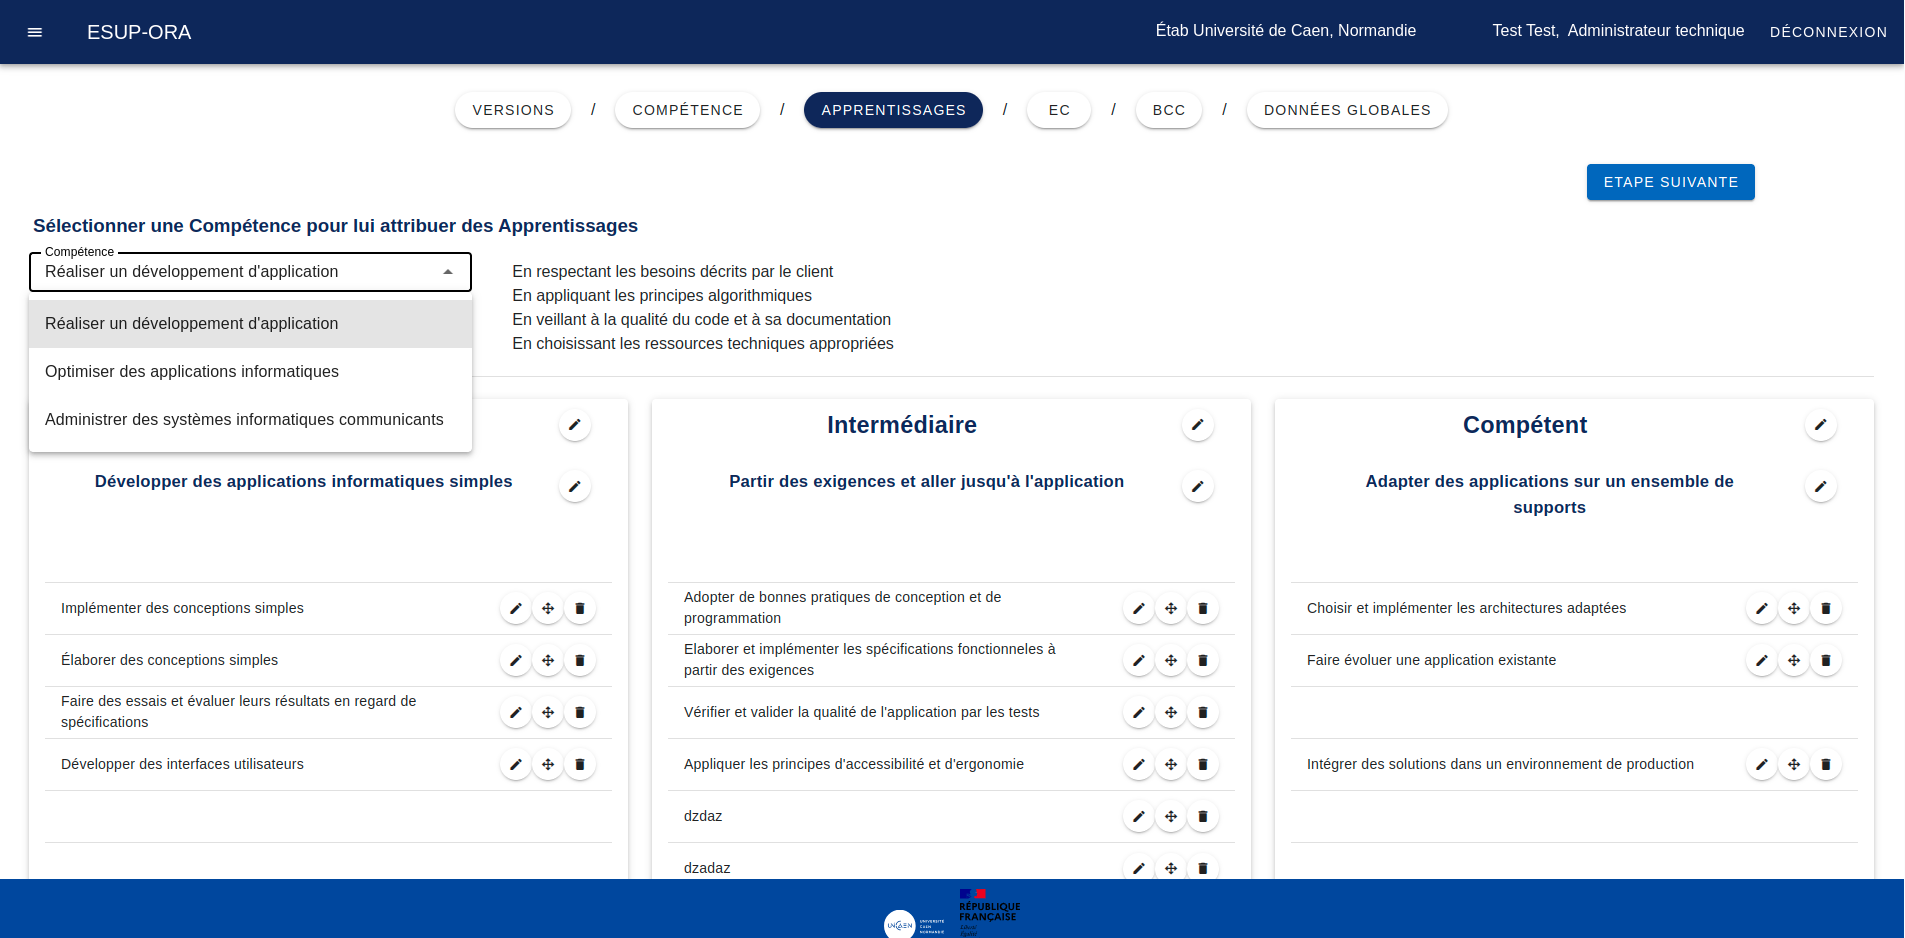 ESUP-ORA
Étab Université de Caen, Normandie
Test Test,  Administrateur technique
DÉCONNEXION
VERSIONS / COMPÉTENCE / APPRENTISSAGES / EC / BCC / DONNÉES GLOBALES
ETAPE SUIVANTE
Sélectionner une Compétence pour lui attribuer des Apprentissages
Compétence
Réaliser un développement d'application
Réaliser un développement d'application
Optimiser des applications informatiques
Administrer des systèmes informatiques communicants
En respectant les besoins décrits par le client
En appliquant les principes algorithmiques
En veillant à la qualité du code et à sa documentation
En choisissant les ressources techniques appropriées
Développer des applications informatiques simples
Implémenter des conceptions simples
Élaborer des conceptions simples
Faire des essais et évaluer leurs résultats en regard de
spécifications
Développer des interfaces utilisateurs
Intermédiaire
Partir des exigences et aller jusqu'à l'application
Adopter de bonnes pratiques de conception et de
programmation
Elaborer et implémenter les spécifications fonctionneles à
partir des exigences
Vérifier et valider la qualité de l'application par les tests
Appliquer les principes d'accessibilité et d'ergonomie
dzdaz
dzadaz
Compétent
Adapter des applications sur un ensemble de
supports
Choisir et implémenter les architectures adaptées
Faire évoluer une application existante
Intégrer des solutions dans un environnement de production
UNICAEN
UNIVERSITÉ
CAEN
NORMANDIE
RÉPUBLIQUE
FRANÇAISE
Liberté
Égalité